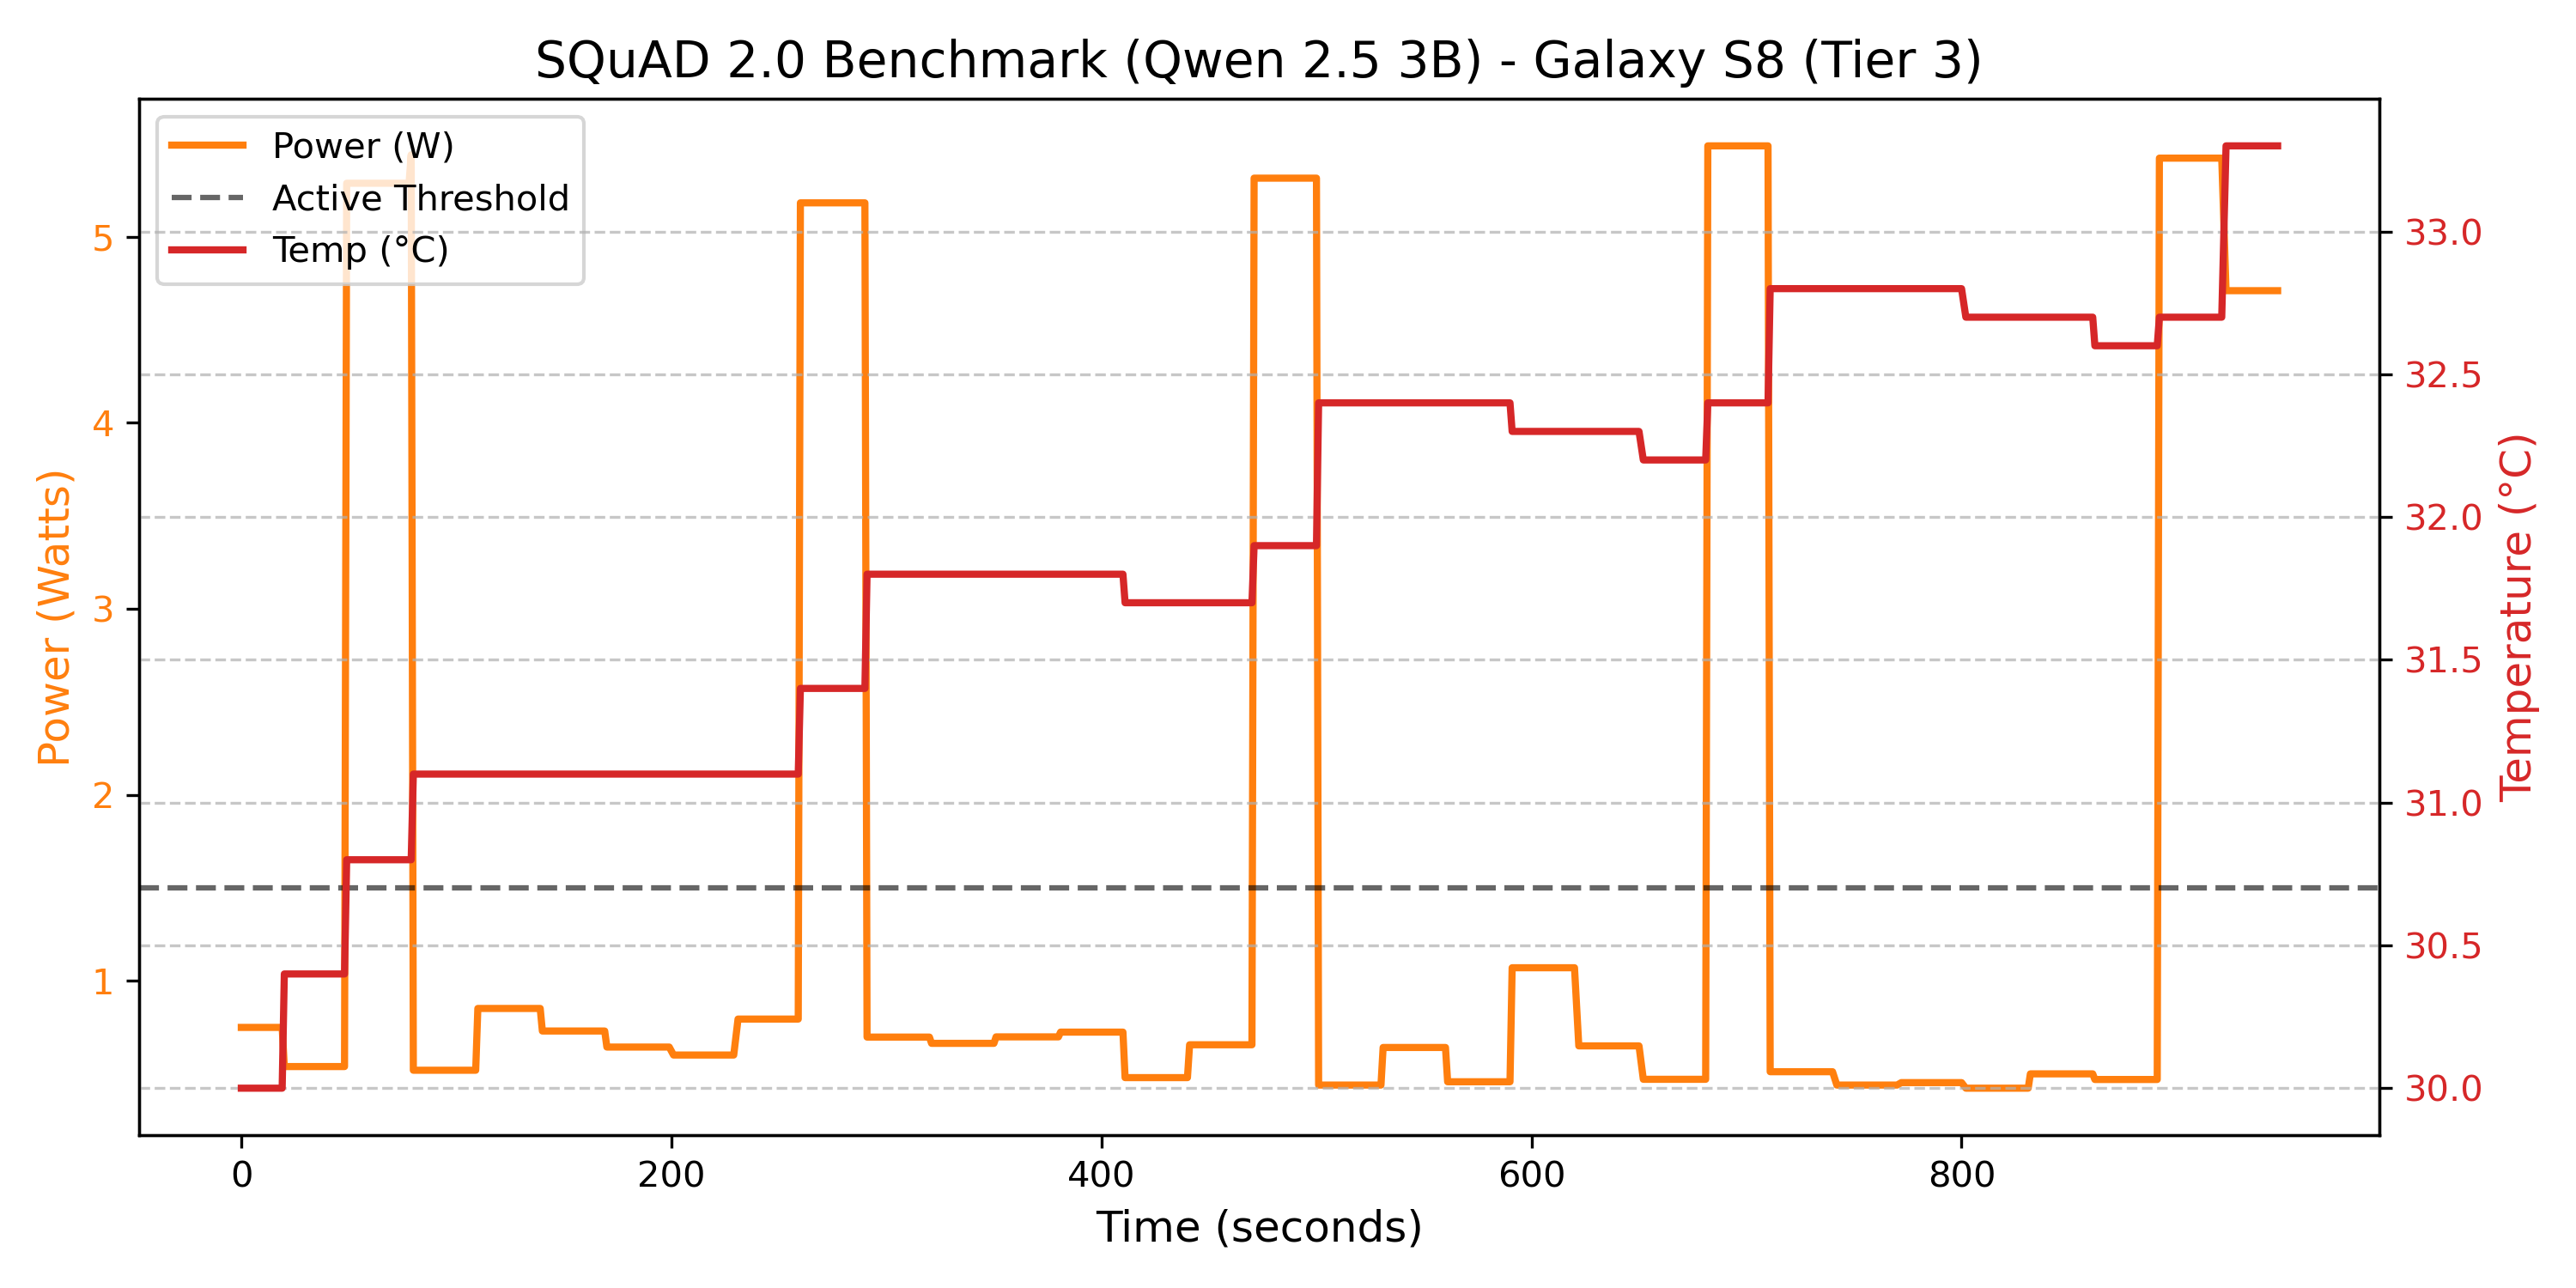 SQuAD 2.0 Benchmark (Qwen 2.5 3B) - Galaxy S8 (Tier 3)
Power (W)
Active Threshold
Temp (°C)
Power (Watts)
5
4
3
2
1
33.0
32.5
32.0
31.5
31.0
30.5
30.0
Temperature (°C)
0 200 400 600 800
Time (seconds)